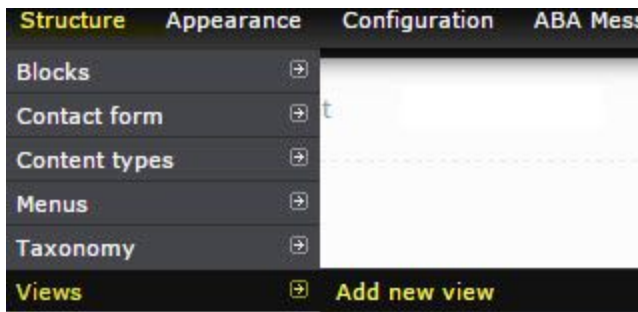 Structure Appearance Configuration ABA Mess
Blocks
Contact form t
Content types
Menus
Taxonomy
Views Add new view